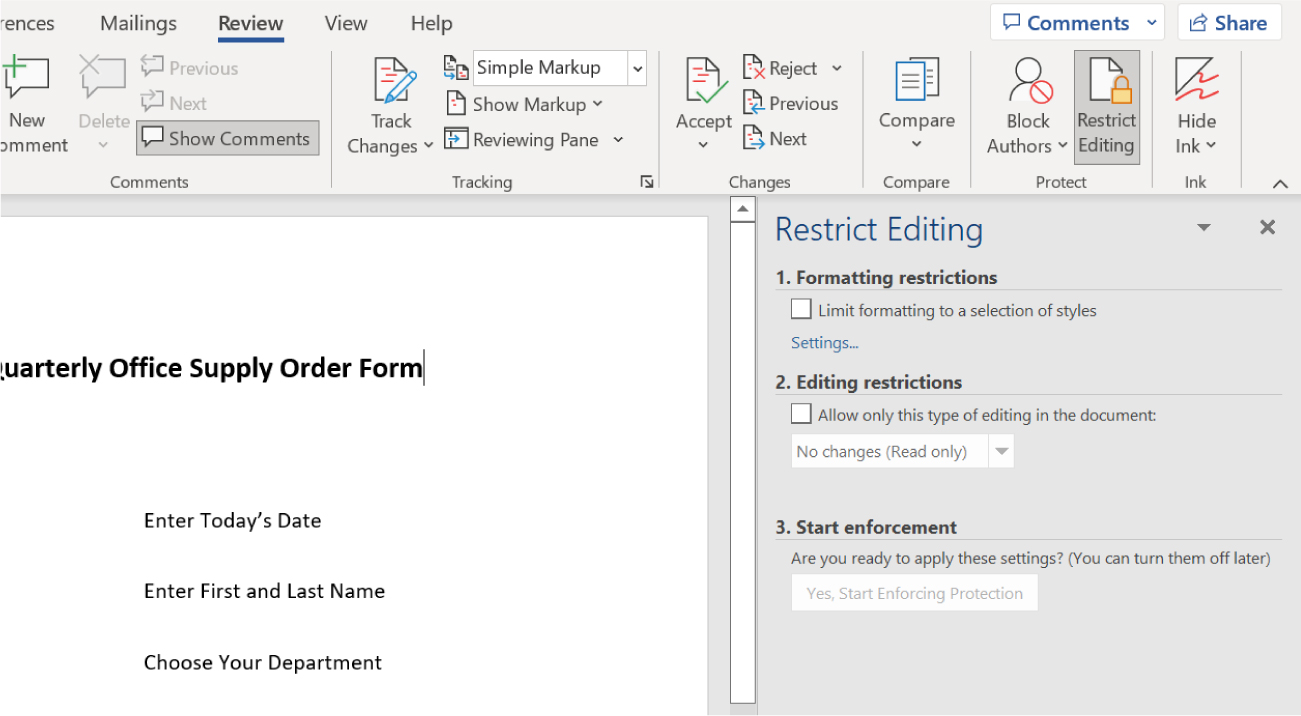 rences Mailings Review View Help Comments Share
New
omment
Delete
Previous
Next
Show Comments
Comments
Track
Changes
Simple Markup
Show Markup
Reviewing Pane
Tracking
Accept
Reject
Previous
Next
Changes
Compare
Compare
Block
Authors
Restrict
Editing
Protect
Hide
Ink
Ink
uarterly Office Supply Order Form
Enter Today's Date
Enter First and Last Name
Choose Your Department
Restrict Editing
1. Formatting restrictions
Limit formatting to a selection of styles
Settings...
2. Editing restrictions
Allow only this type of editing in the document:
No changes (Read only)
3. Start enforcement
Are you ready to apply these settings? (You can turn them off later)
Yes, Start Enforcing Protection